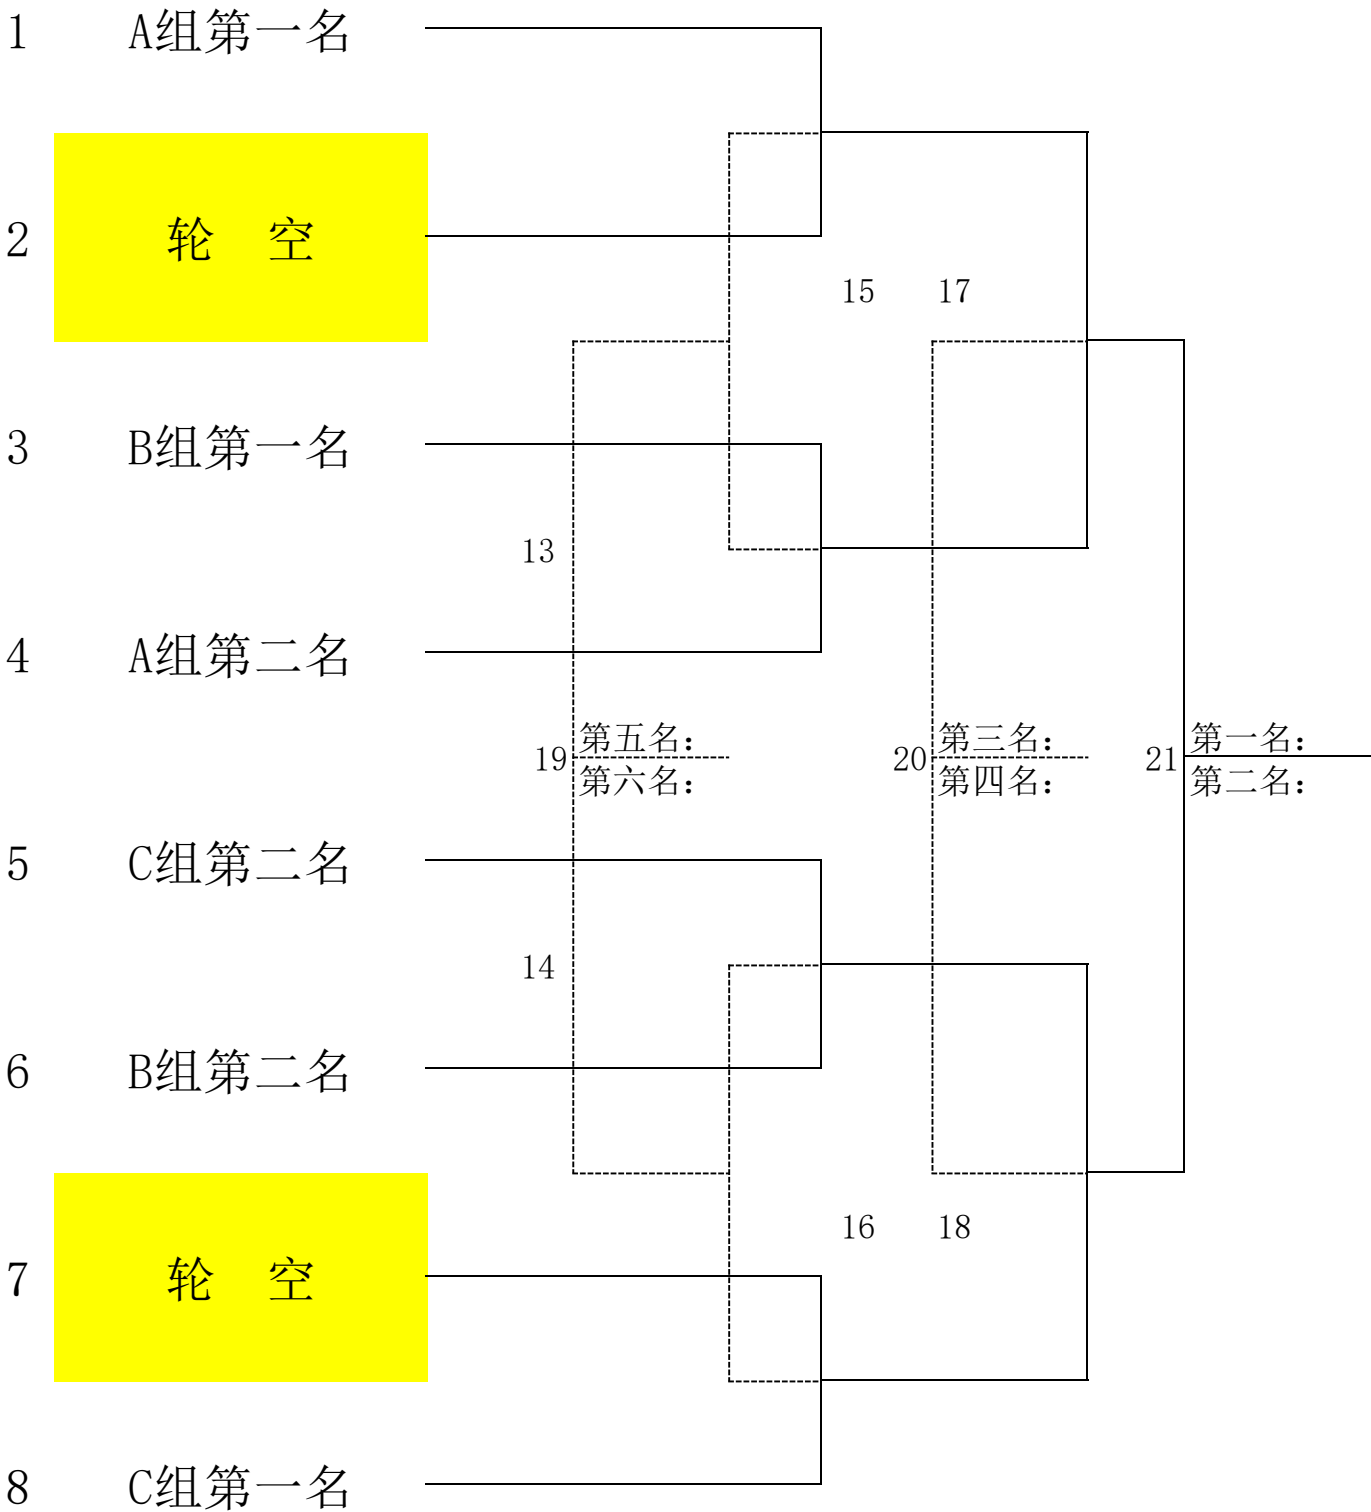 1 A组第一名
2 轮 空
15 17
3 B组第一名
13
4 A组第二名
19 第五名： 20 第三名： 21 第一名：
第六名： 第四名： 第二名：
5 C组第二名
14
6 B组第二名
16 18
7 轮 空
8 C组第一名